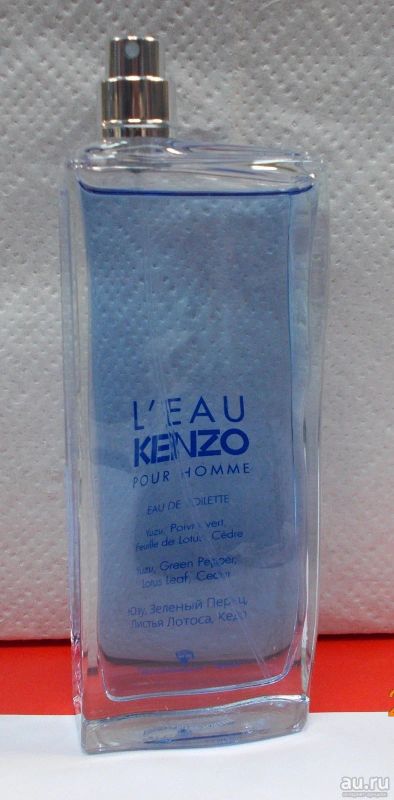 L'EAU
KENZO
POUR HOMME
EAU DE TOILETTE
Yuzu, Poivre vert,
Feuille de Lotus, Cèdre
Yuzu, Green Pepper,
Lotus Leaf, Cedar
Юзу, Зеленый Перец,
Листья Лотоса, Кедр
au.ru